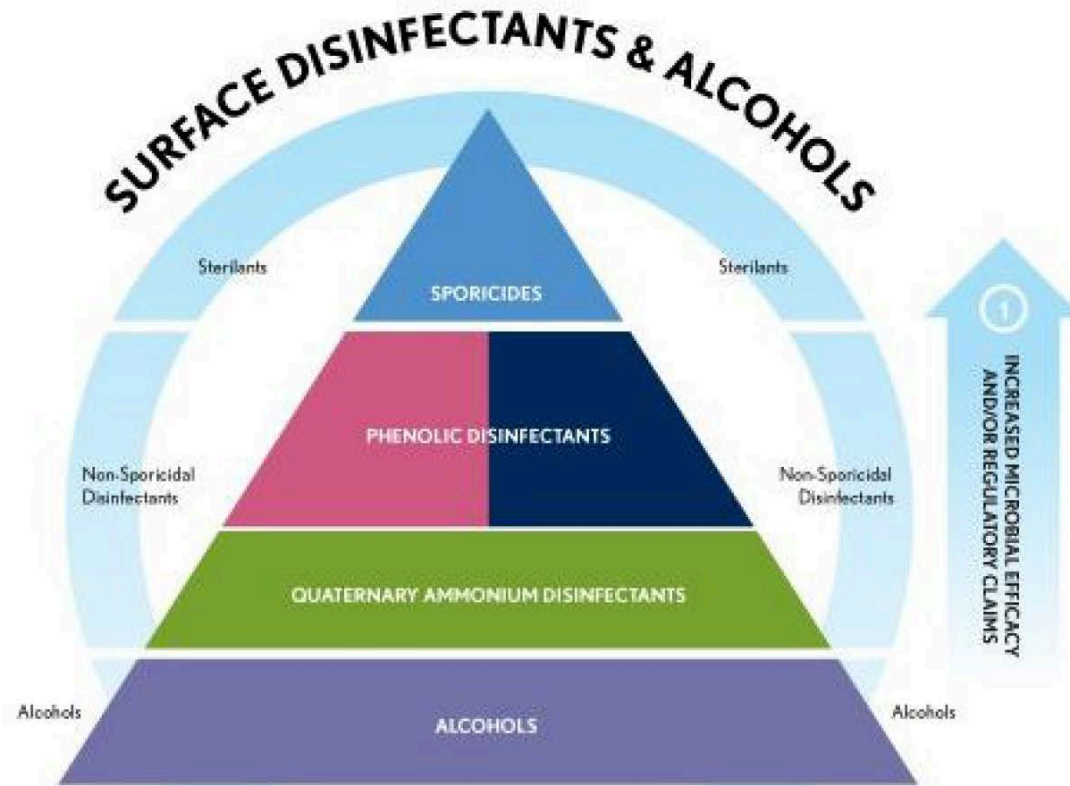 SURFACE DISINFECTANTS & ALCOHOLS
Sterilants
Sterilants
SPORICIDES
1
INCREASED MICROBIAL EFFICACY
AND/OR REGULATORY CLAIMS
PHENOLIC DISINFECTANTS
Non-Sporicidal
Disinfectants
Non-Sporicidal
Disinfectants
QUATERNARY AMMONIUM DISINFECTANTS
Alcohols
ALCOHOLS
Alcohols